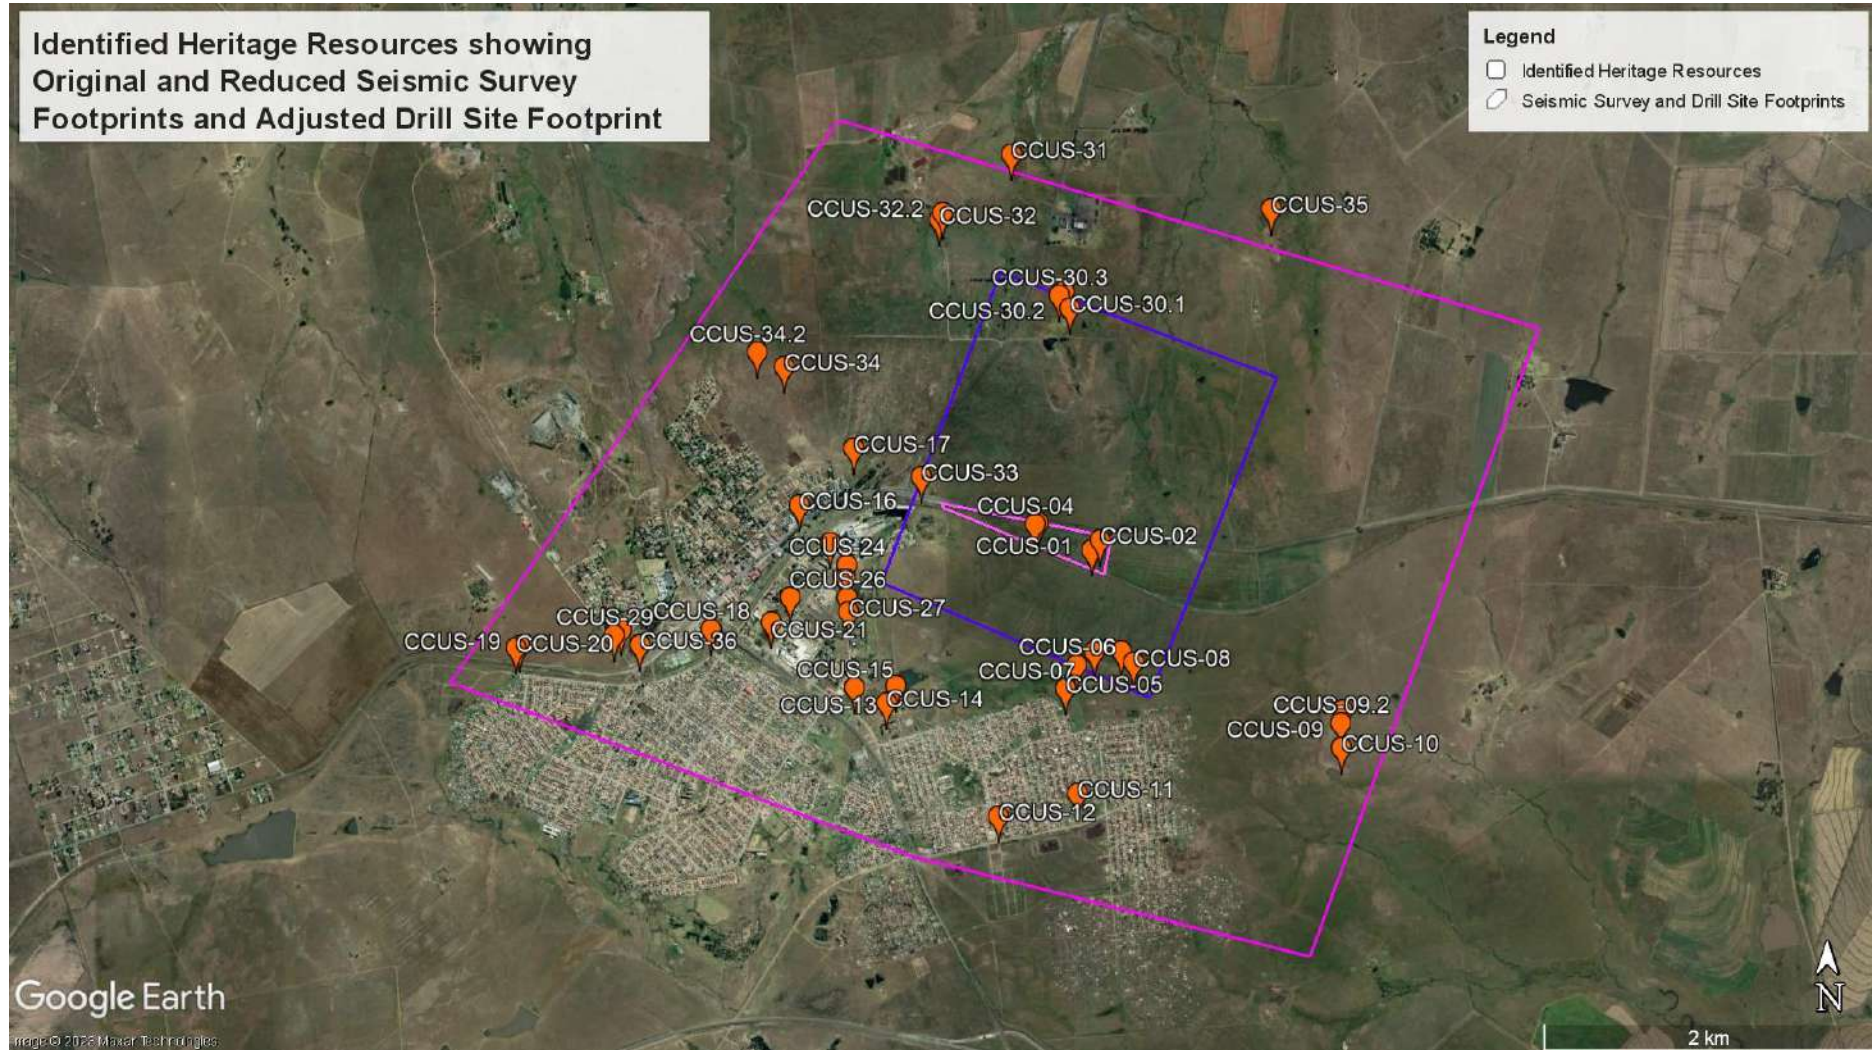 Identified Heritage Resources showing
Original and Reduced Seismic Survey
Footprints and Adjusted Drill Site Footprint
Legend
Identified Heritage Resources
Seismic Survey and Drill Site Footprints
CCUS-31
CCUS-32.2
CCUS-32
CCUS-35
CCUS-30.3
CCUS-30.2
CCUS-30.1
CCUS-34.2
CCUS-34
CCUS-17
CCUS-33
CCUS-16
CCUS-04
CCUS-02
CCUS-01
CCUS-24
CCUS-26
CCUS-27
CCUS-29
CCUS-18
CCUS-21
CCUS-19
CCUS-20
CCUS-36
CCUS-06
CCUS-08
CCUS-07
CCUS-05
CCUS-15
CCUS-13
CCUS-14
CCUS-09.2
CCUS-09
CCUS-10
CCUS-11
CCUS-12
Google Earth
N
2 km
mage © 2023 Maxar Technologies